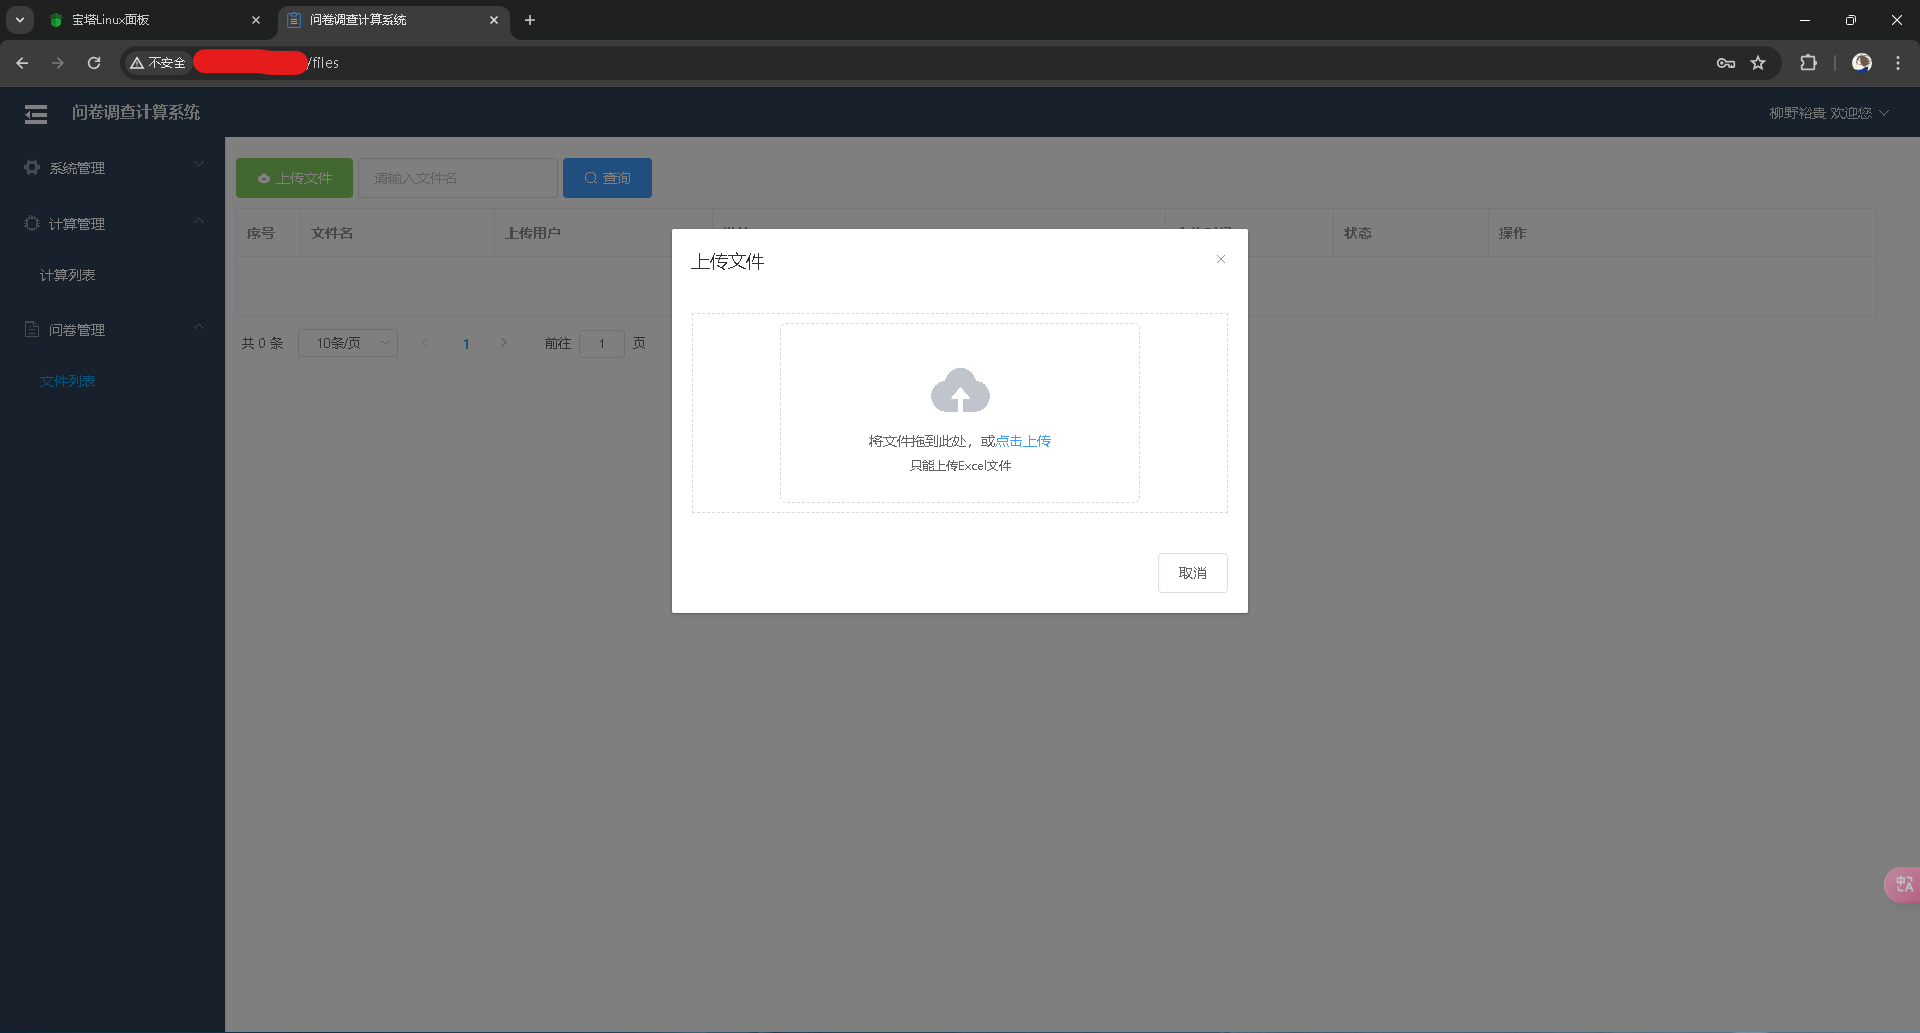 宝塔Linux面板
问卷调查计算系统
不安全
/files
问卷调查计算系统
柳野裕貴 欢迎您
系统管理
计算管理
计算列表
问卷管理
文件列表
上传文件
请输入文件名
查询
序号
文件名
上传用户
状态
操作
共 0 条
10条/页
1
前往
1
页
上传文件
将文件拖到此处，或点击上传
只能上传Excel文件
取消